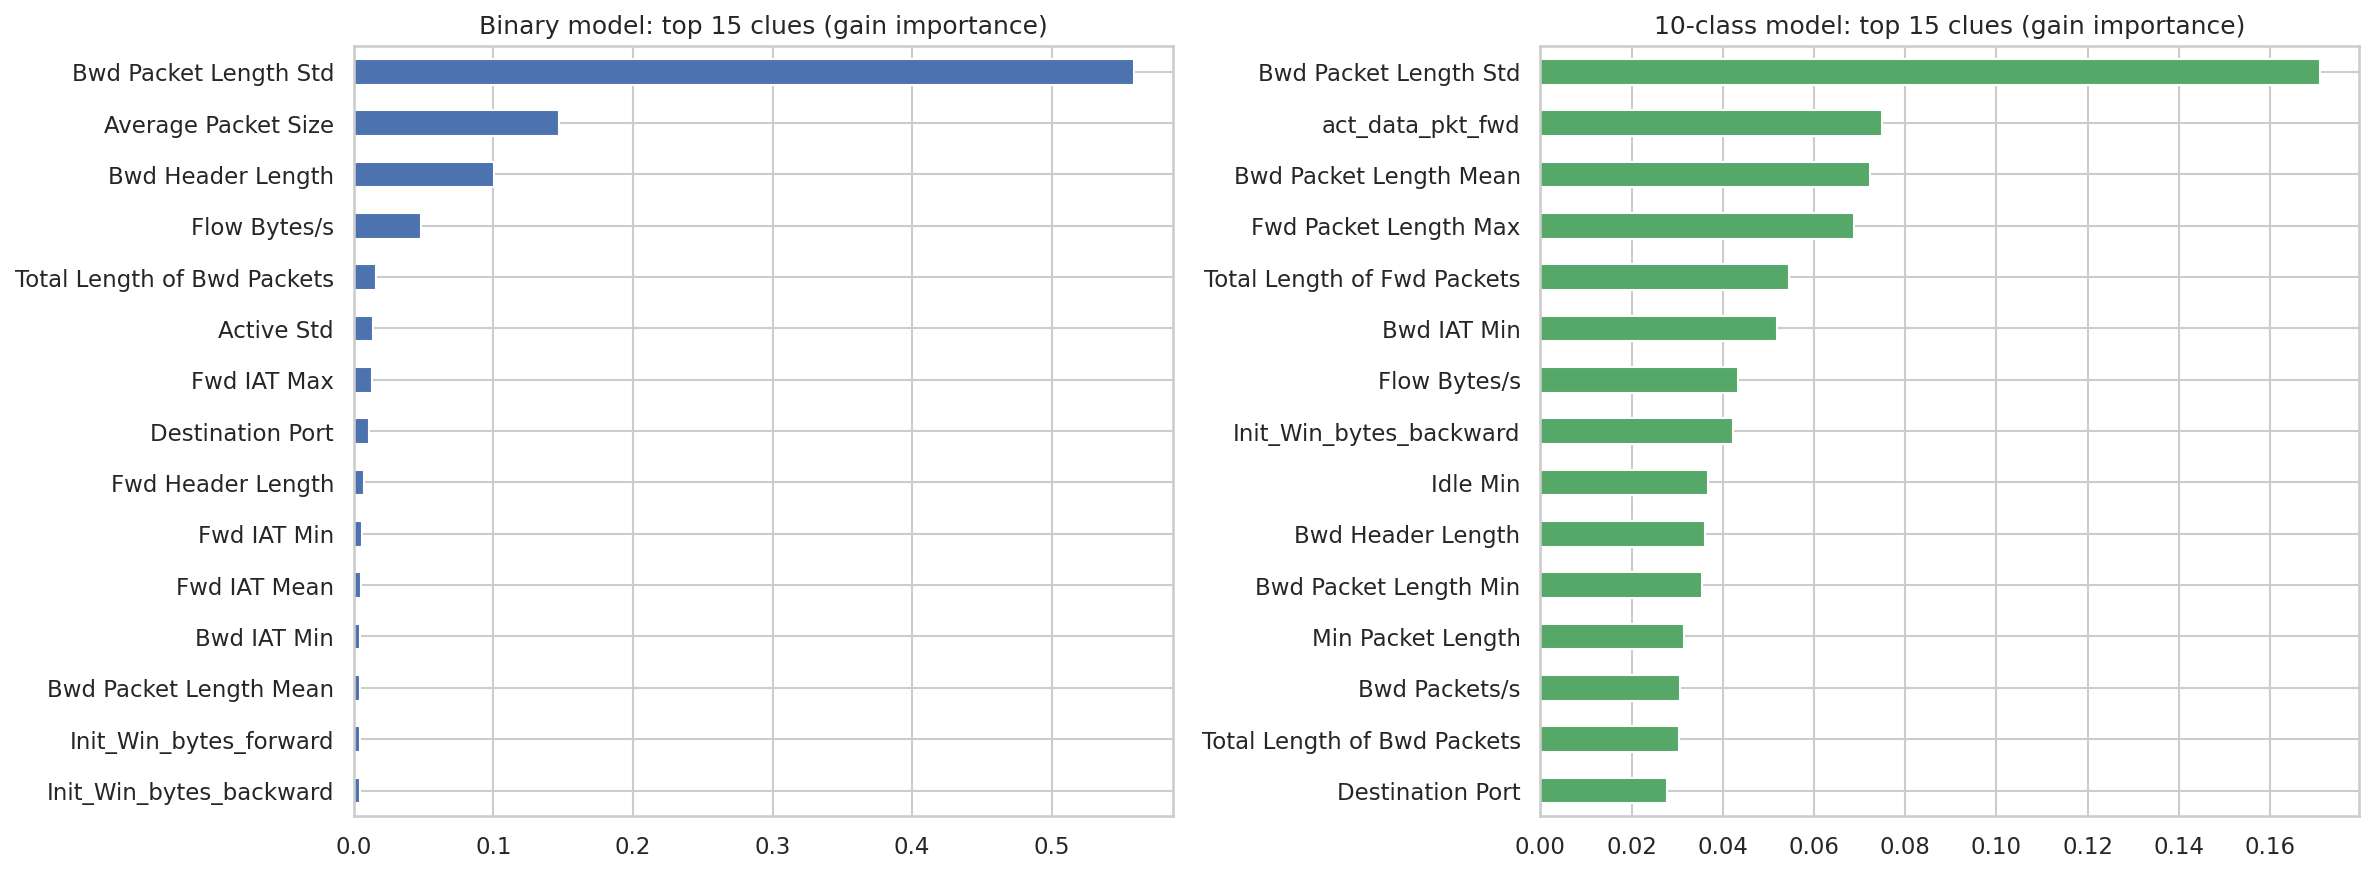 Binary model: top 15 clues (gain importance)
Bwd Packet Length Std
Average Packet Size
Bwd Header Length
Flow Bytes/s
Total Length of Bwd Packets
Active Std
Fwd IAT Max
Destination Port
Fwd Header Length
Fwd IAT Min
Fwd IAT Mean
Bwd IAT Min
Bwd Packet Length Mean
Init_Win_bytes_forward
Init_Win_bytes_backward
0.0 0.1 0.2 0.3 0.4 0.5
10-class model: top 15 clues (gain importance)
Bwd Packet Length Std
act_data_pkt_fwd
Bwd Packet Length Mean
Fwd Packet Length Max
Total Length of Fwd Packets
Bwd IAT Min
Flow Bytes/s
Init_Win_bytes_backward
Idle Min
Bwd Header Length
Bwd Packet Length Min
Min Packet Length
Bwd Packets/s
Total Length of Bwd Packets
Destination Port
0.00 0.02 0.04 0.06 0.08 0.10 0.12 0.14 0.16